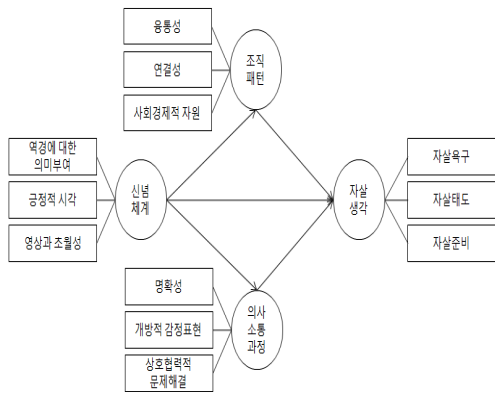 융통성
연결성
사회경제적 자원
조직
패턴
역경에 대한
의미부여
긍정적 시각
영상과 초월성
신념
체계
자살
생각
자살욕구
자살태도
자살준비
명확성
개방적 감정표현
상호협력적
문제해결
의사
소통
과정